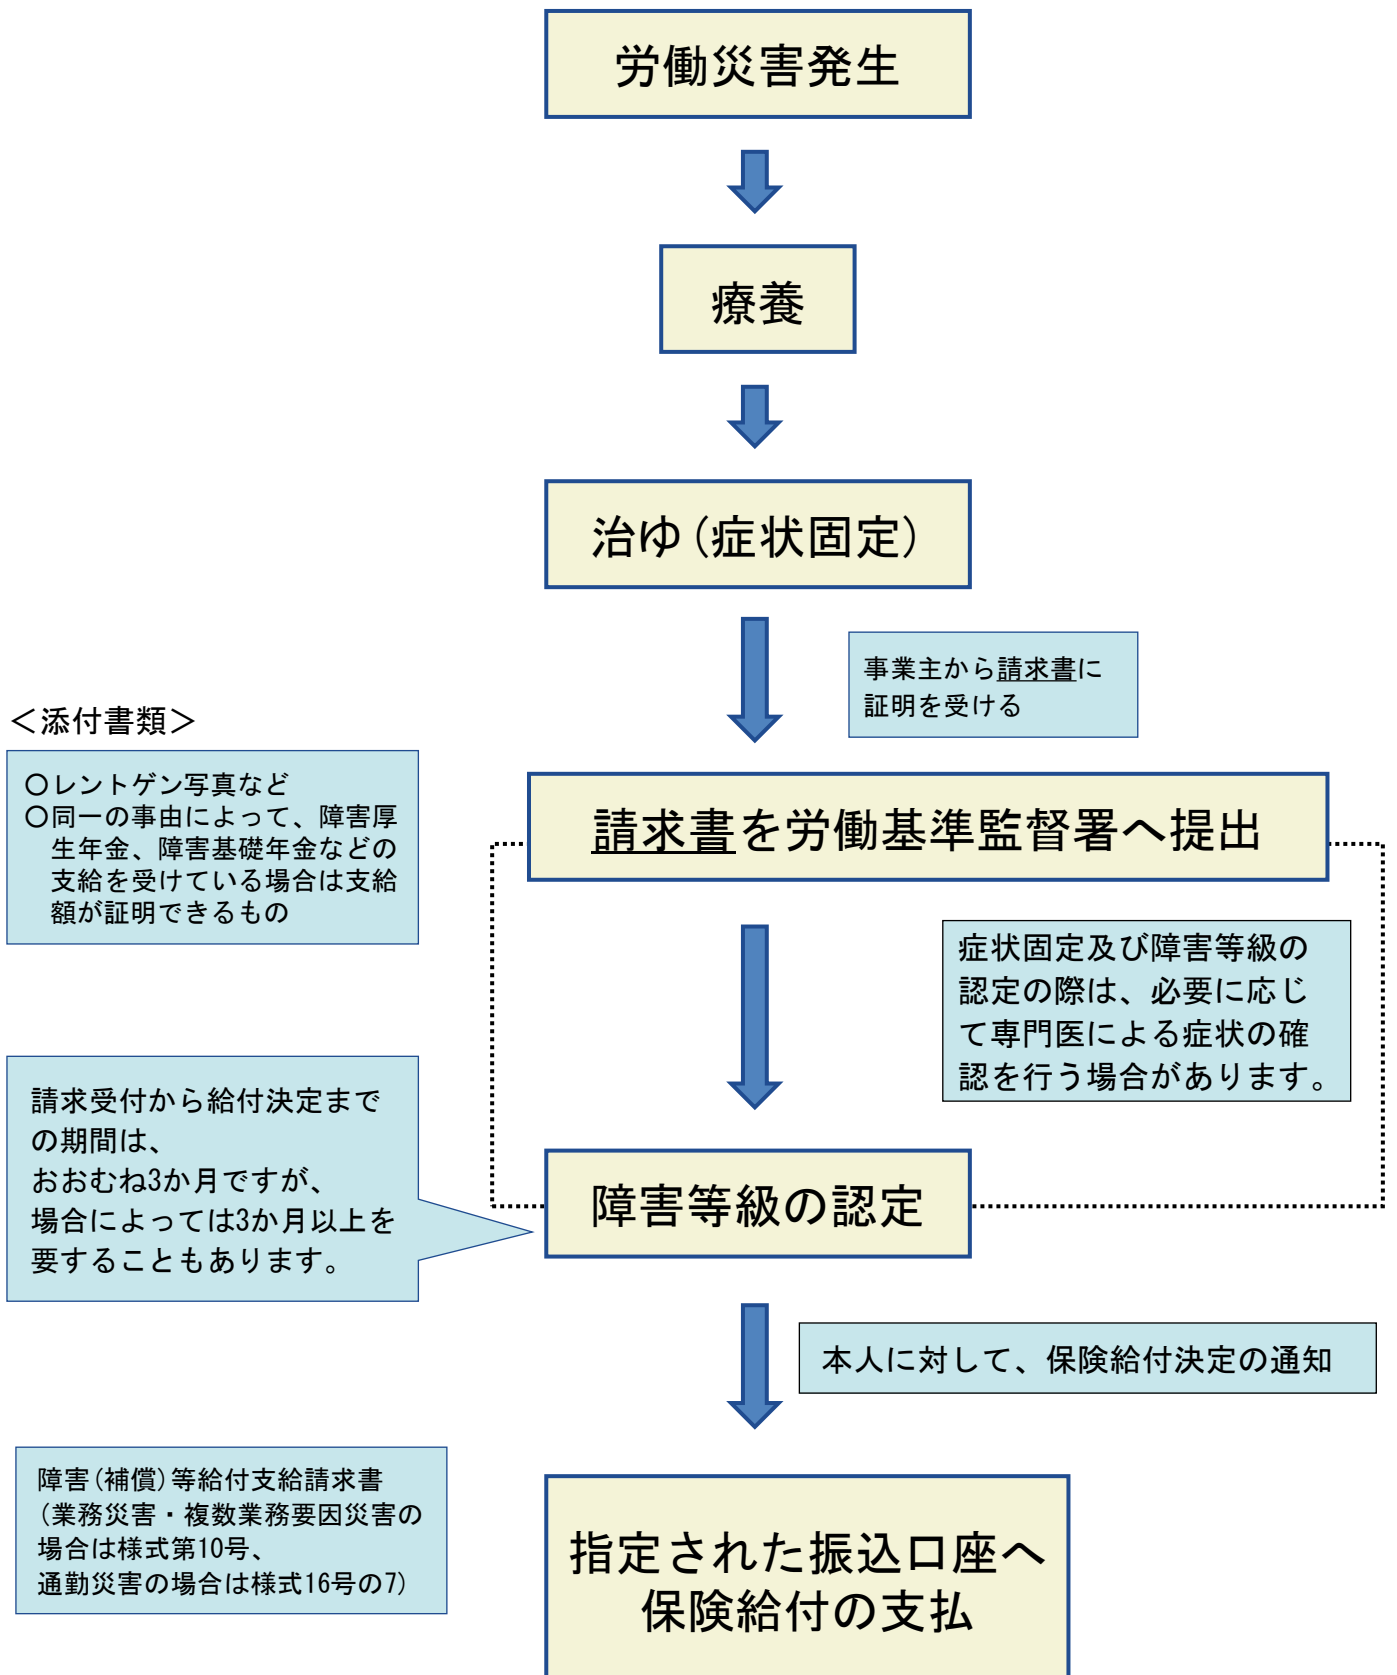 労働災害発生
療養
治ゆ(症状固定)
事業主から請求書に
証明を受ける
＜添付書類＞
〇レントゲン写真など
〇同一の事由によって、障害厚
生年金、障害基礎年金などの
支給を受けている場合は支給
額が証明できるもの
請求書を労働基準監督署へ提出
症状固定及び障害等級の
認定の際は、必要に応じ
て専門医による症状の確
認を行う場合があります。
請求受付から給付決定まで
の期間は、
おおむね3か月ですが、
場合によっては3か月以上を
要することもあります。
障害等級の認定
本人に対して、保険給付決定の通知
障害(補償)等給付支給請求書
(業務災害・複数業務要因災害の
場合は様式第10号、
通勤災害の場合は様式16号の7)
指定された振込口座へ
保険給付の支払